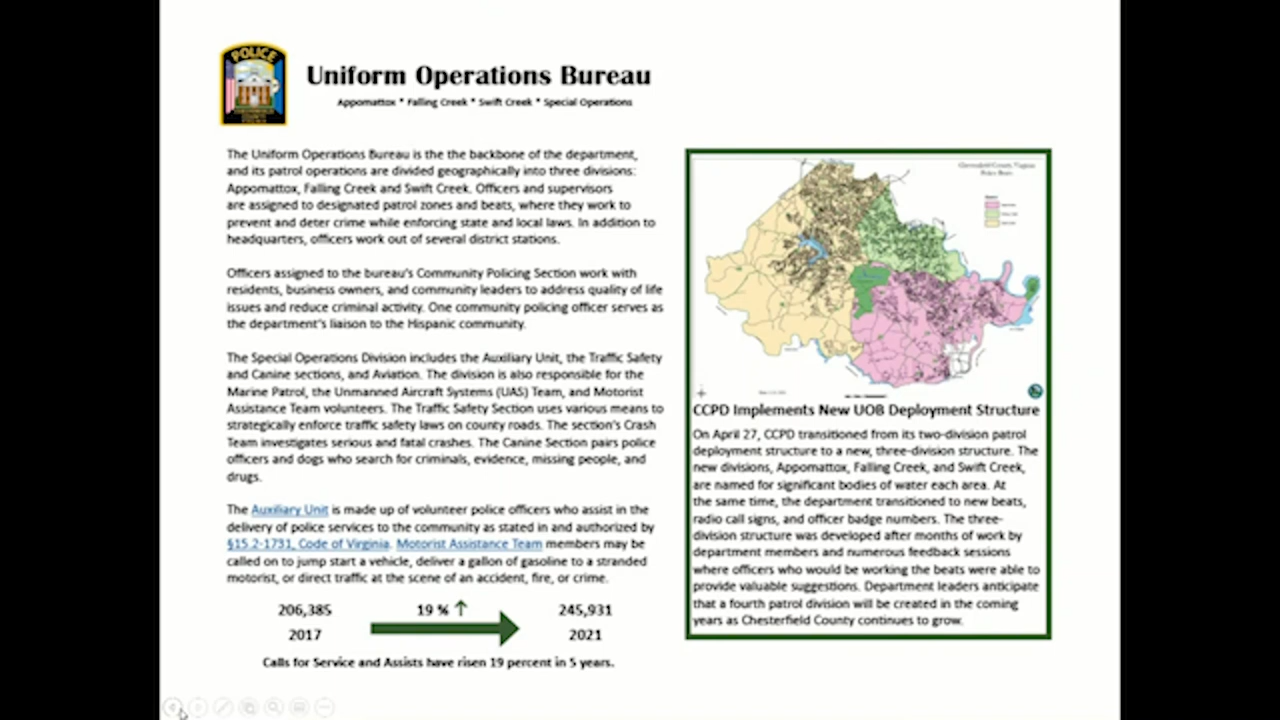 POLICE
Uniform Operations Bureau
Appomattox * Falling Creek * Swift Creek * Special Operations
The Uniform Operations Bureau is the the backbone of the department,
and its patrol operations are divided geographically into three divisions:
Appomattox, Falling Creek and Swift Creek. Officers and supervisors
are assigned to designated patrol zones and beats, where they work to
prevent and deter crime while enforcing state and local laws. In addition to
headquarters, officers work out of several district stations.
Officers assigned to the bureau's Community Policing Section work with
residents, business owners, and community leaders to address quality of life
issues and reduce criminal activity. One community policing officer serves as
the department's liaison to the Hispanic community.
The Special Operations Division includes the Auxiliary Unit, the Traffic Safety
and Canine sections, and Aviation. The division is also responsible for the
Marine Patrol, the Unmanned Aircraft Systems (UAS) Team, and Motorist
Assistance Team volunteers. The Traffic Safety Section uses various means to
strategically enforce traffic safety laws on county roads. The section's Crash
Team investigates serious and fatal crashes. The Canine Section pairs police
officers and dogs who search for criminals, evidence, missing people, and
drugs.
The Auxiliary Unit is made up of volunteer police officers who assist in the
delivery of police services to the community as stated in and authorized by
§15.2-1731, Code of Virginia. Motorist Assistance Team members may be
called on to jump start a vehicle, deliver a gallon of gasoline to a stranded
motorist, or direct traffic at the scene of an accident, fire, or crime.
206,385 19 % ↑ 245,931
2017 2021
Calls for Service and Assists have risen 19 percent in 5 years.
Chesterfield County, Virginia
Police Beats
CCPD Implements New UOB Deployment Structure
On April 27, CCPD transitioned from its two-division patrol
deployment structure to a new, three-division structure. The
new divisions, Appomattox, Falling Creek, and Swift Creek,
are named for significant bodies of water each area. At
the same time, the department transitioned to new beats,
radio call signs, and officer badge numbers. The three-
division structure was developed after months of work by
department members and numerous feedback sessions
where officers who would be working the beats were able to
provide valuable suggestions. Department leaders anticipate
that a fourth patrol division will be created in the coming
years as Chesterfield County continues to grow.